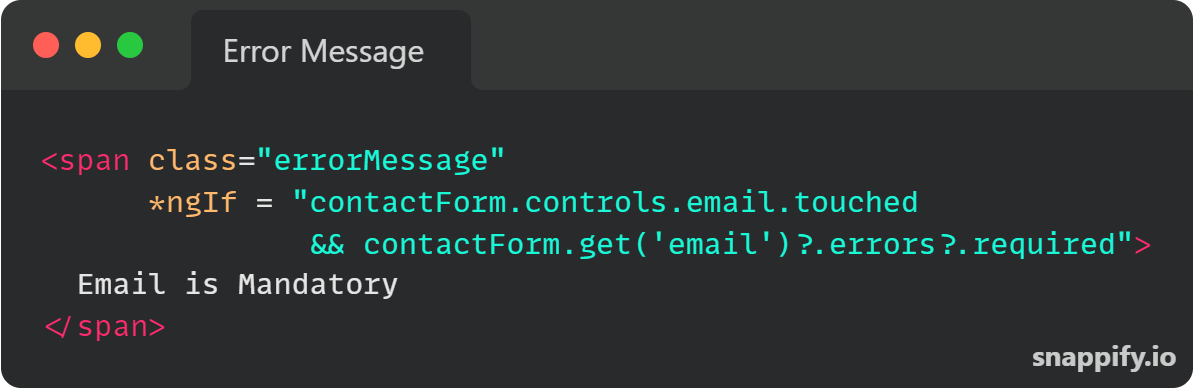 Error Message
<span class="errorMessage"
*ngIf = "contactForm.controls.email.touched
&& contactForm.get('email')?.errors?.required">
Email is Mandatory
</span>
snappify.io